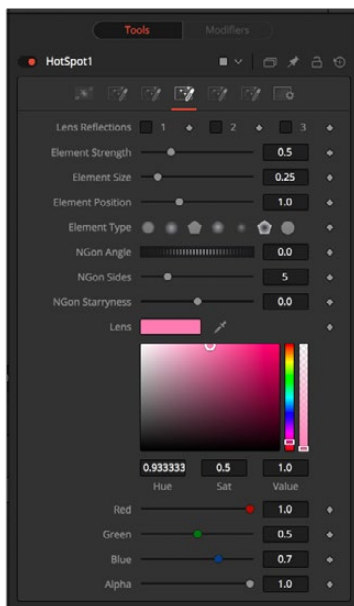 Tools Modifiers
HotSpot1
Lens Reflections 1 2 3
Element Strength 0.5
Element Size 0.25
Element Position 1.0
Element Type
NGon Angle 0.0
NGon Sides 5
NGon Starryness 0.0
Lens
0.933333 0.5 1.0
Hue Sat Value
Red 1.0
Green 0.5
Blue 0.7
Alpha 1.0